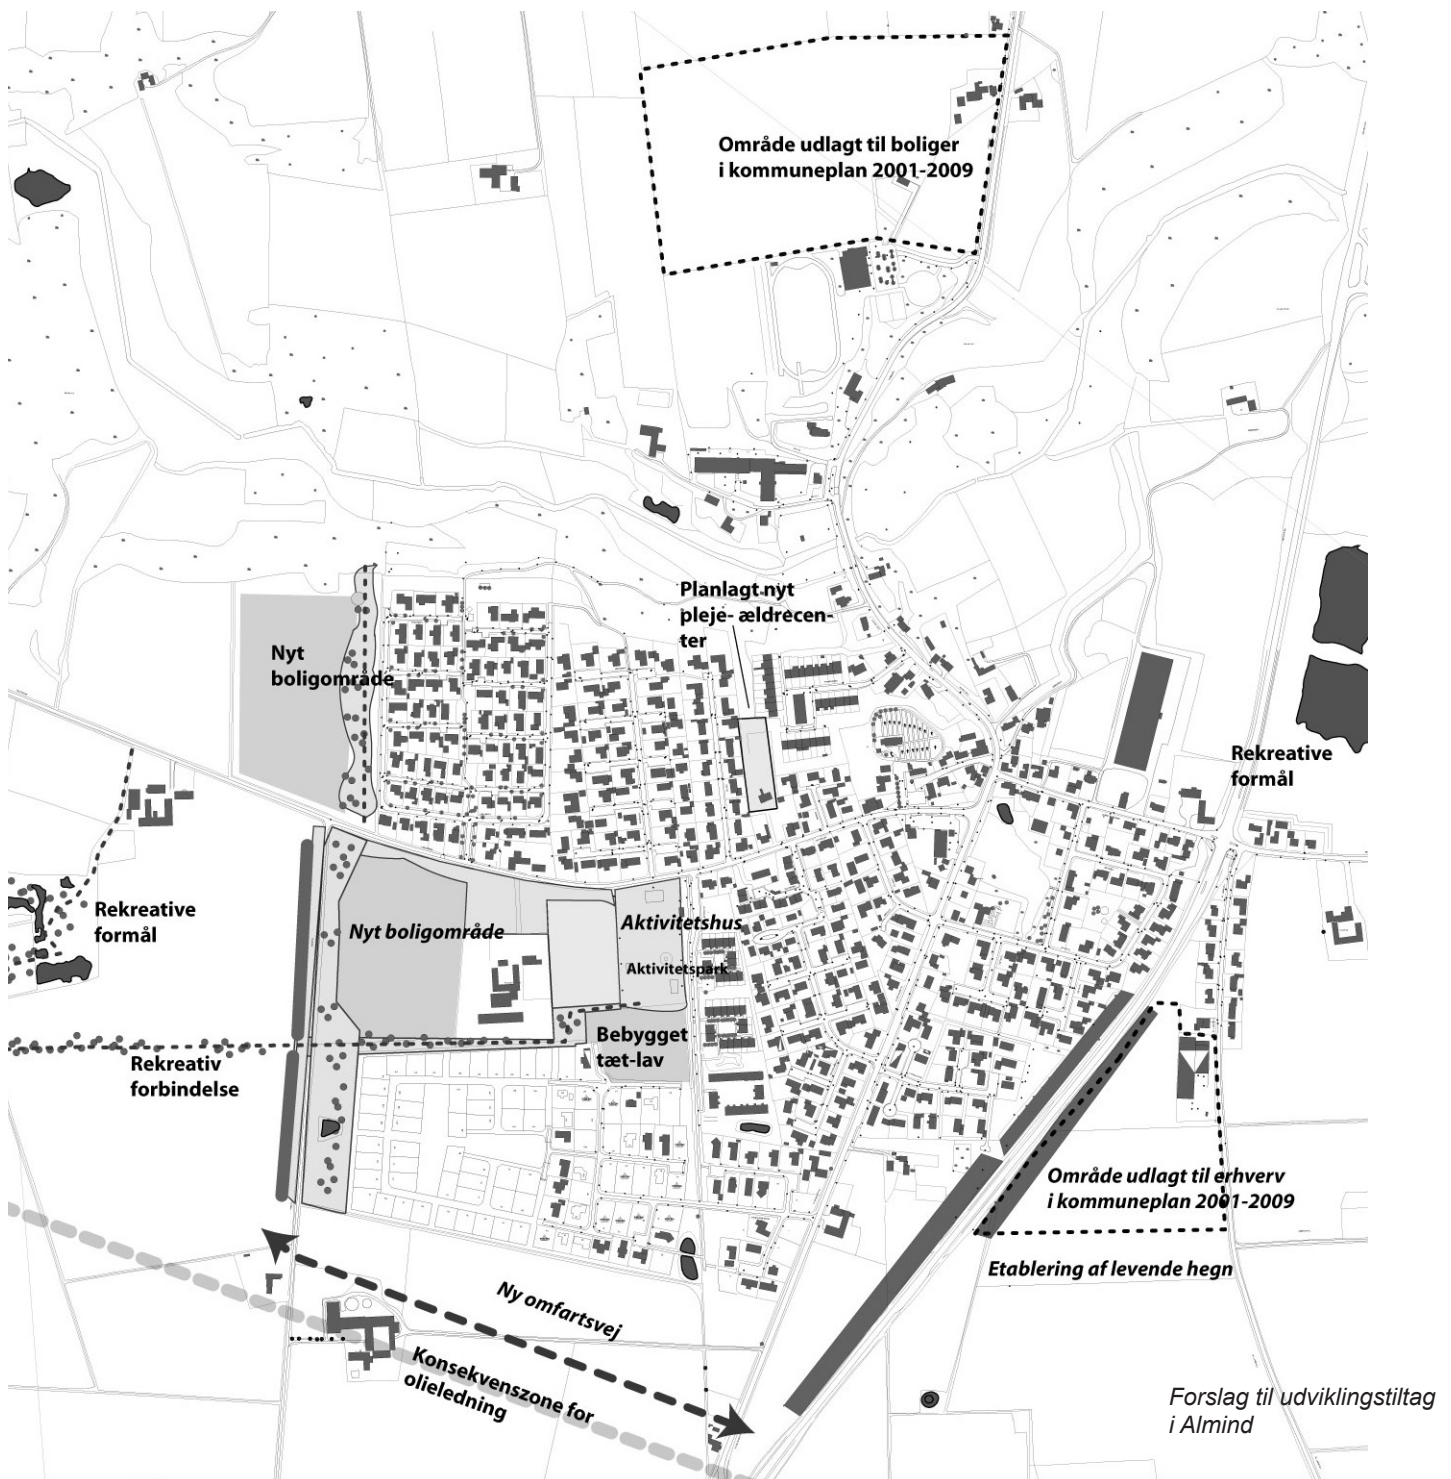 Område udlagt til boliger
i kommuneplan 2001-2009
Planlagt nyt
pleje- ældrecen-
ter
Nyt
boligområde
Rekreative
formål
Rekreative
formål
Nyt boligområde
Aktivitetshus
Aktivitetspark
Bebygget
tæt-lav
Rekreativ
forbindelse
Område udlagt til erhverv
i kommuneplan 2001-2009
Etablering af levende hegn
Ny omfartsvej
Konsekvenszone for
olieledning
Forslag til udviklingstiltag
i Almind